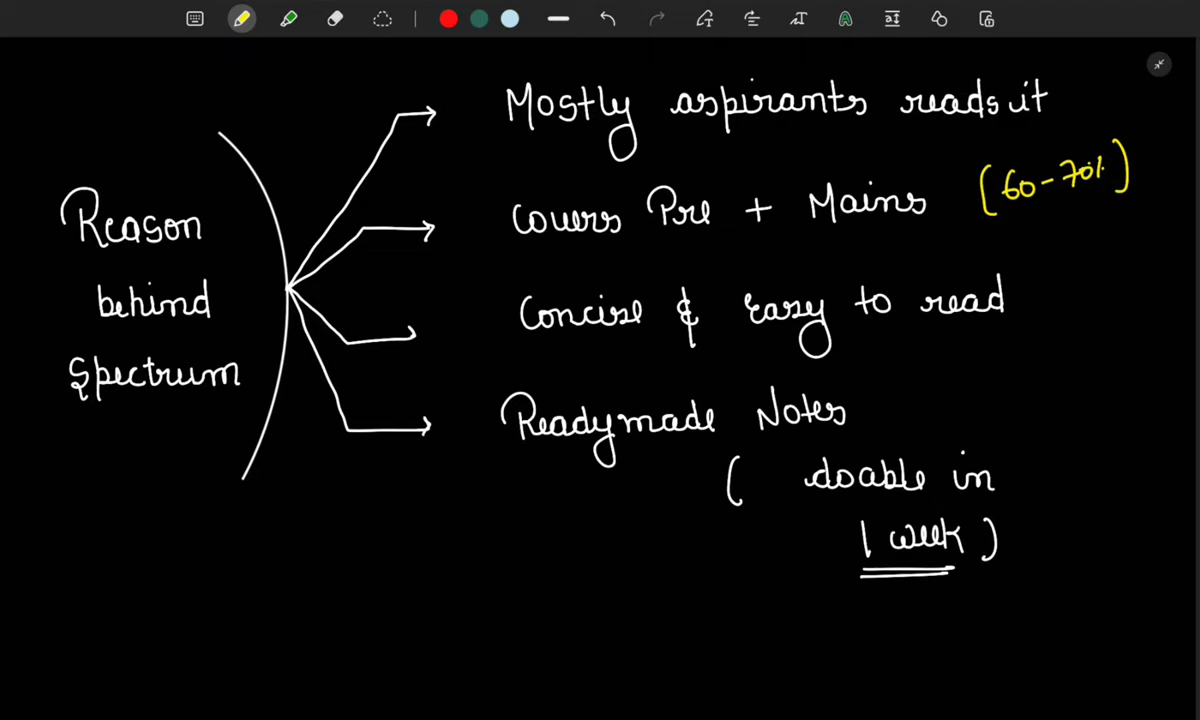 Mostly aspirants reads it
Reason
behind
Spectrum
Covers Pre + Mains (60-70%)
Concise & Easy to read
Readymade Notes
( doable in
1 week )